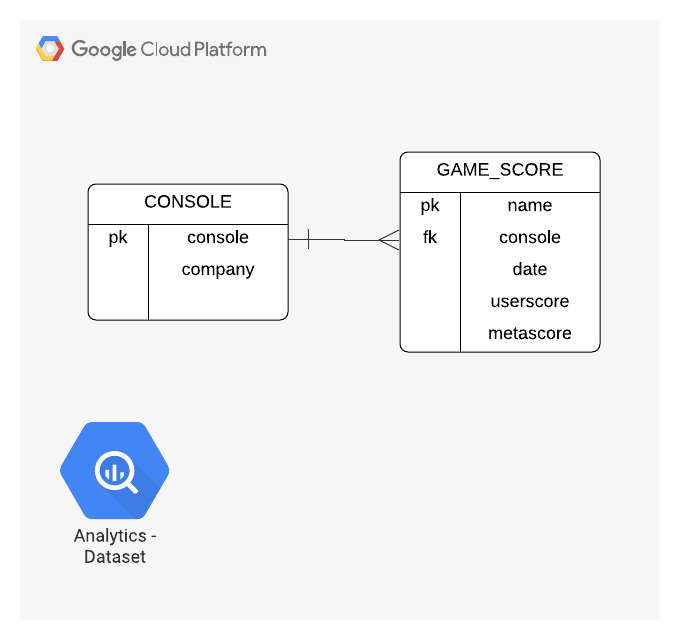 Google Cloud Platform
CONSOLE
pk console
company
GAME_SCORE
pk name
fk console
date
userscore
metascore
Analytics -
Dataset